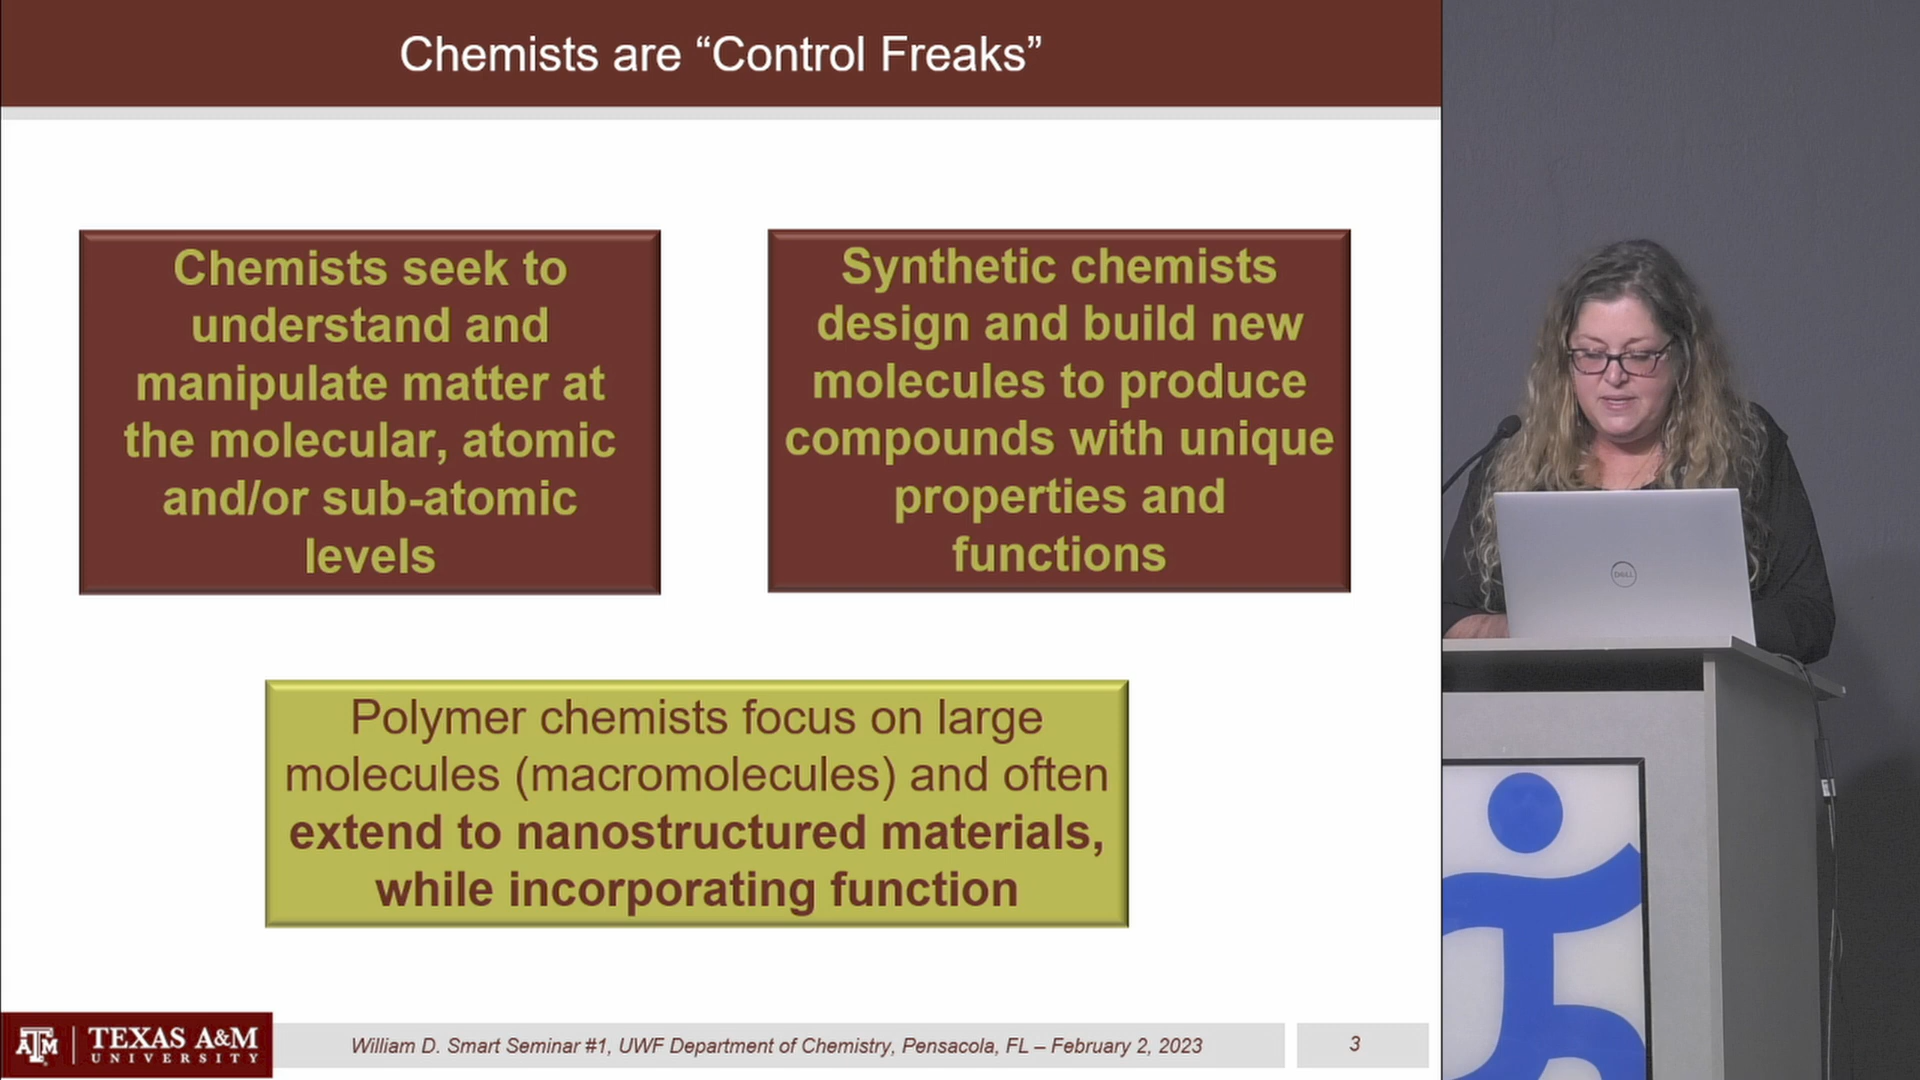 Chemists are “Control Freaks”
Chemists seek to
understand and
manipulate matter at
the molecular, atomic
and/or sub-atomic
levels
Synthetic chemists
design and build new
molecules to produce
compounds with unique
properties and
functions
Polymer chemists focus on large
molecules (macromolecules) and often
extend to nanostructured materials,
while incorporating function
ATM
TEXAS A&M
UNIVERSITY
William D. Smart Seminar #1, UWF Department of Chemistry, Pensacola, FL – February 2, 2023
3
DELL